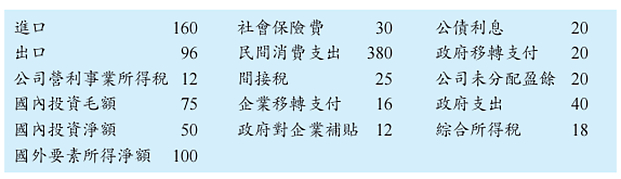 進口 160 社會保險費 30 公債利息 20
出口 96 民間消費支出 380 政府移轉支付 20
公司營利事業所得稅 12 間接稅 25 公司未分配盈餘 20
國內投資毛額 75 企業移轉支付 16 政府支出 40
國內投資淨額 50 政府對企業補貼 12 綜合所得稅 18
國外要素所得淨額 100